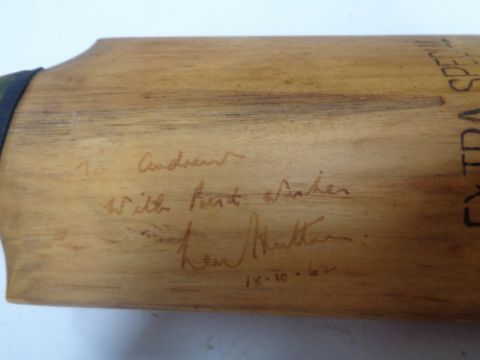 To Andrew
With Best Wishes
Len Hutton.
18.10.62
EXTRA SPECIAL